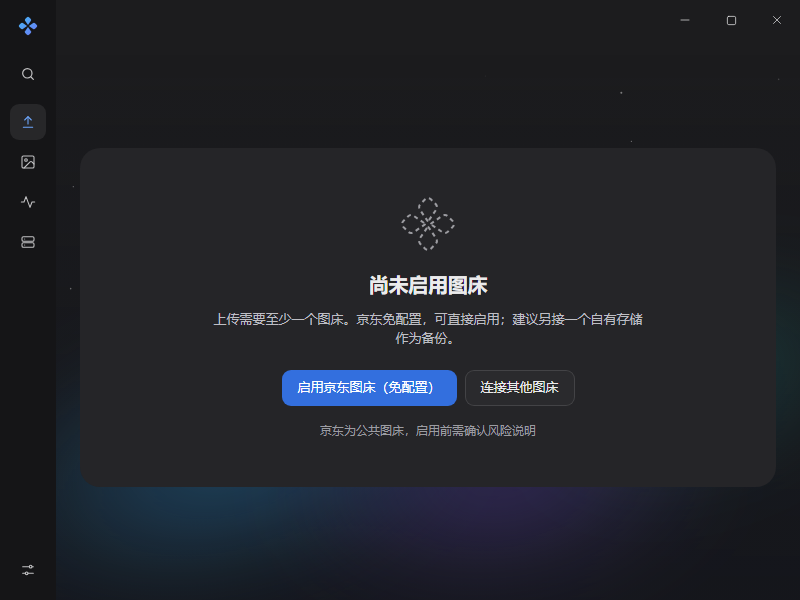 尚未启用图床
上传需要至少一个图床。京东免配置，可直接启用；建议另接一个自有存储
作为备份。
启用京东图床（免配置）
连接其他图床
京东为公共图床，启用前需确认风险说明